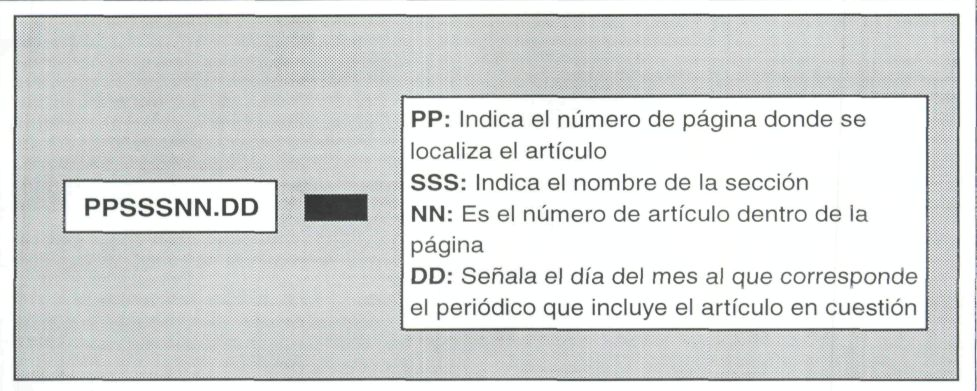 PPSSSNN.DD
PP: Indica el número de página donde se
localiza el artículo
SSS: Indica el nombre de la sección
NN: Es el número de artículo dentro de la
página
DD: Señala el día del mes al que corresponde
el periódico que incluye el artículo en cuestión